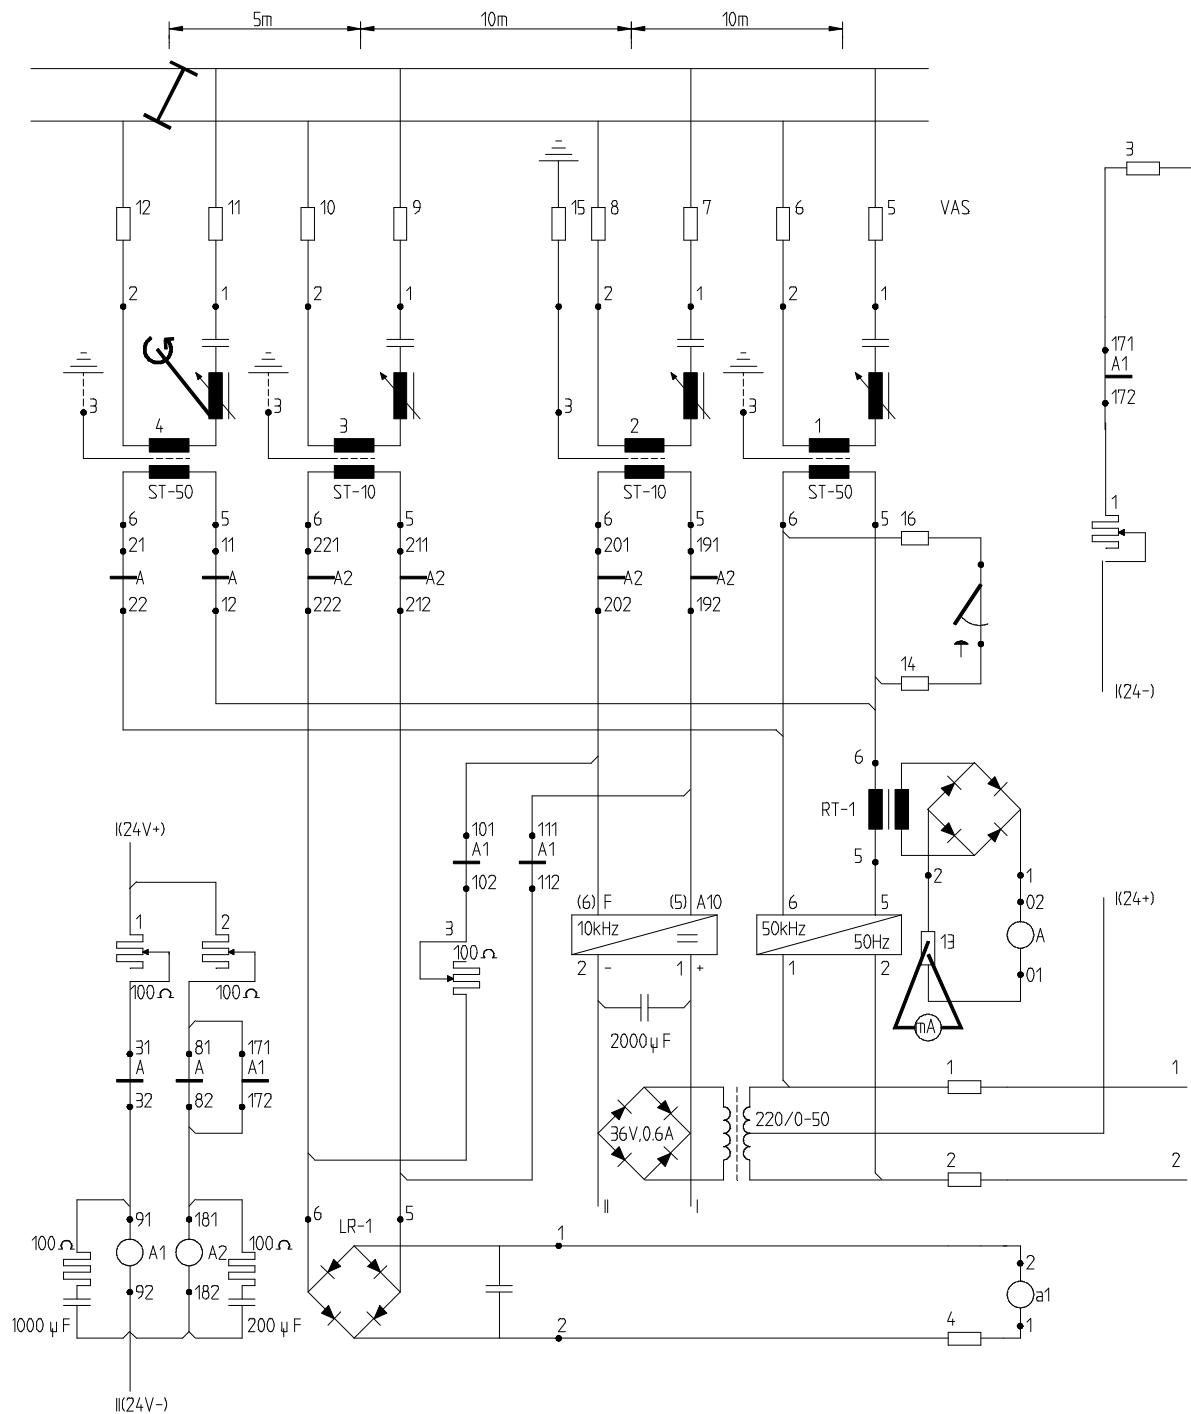 5m 10m 10m
3
12 11 10 9 15 8 7 6 5 VAS
2 1 2 1 2 1 2 1
171
A1
172
3 3 3 3
4 3 2 1
ST-50 ST-10 ST-10 ST-50
1
6 5 6 5 6 5 6 5 16
21 11 221 211 201 191
A A A2 A2 A2 A2
22 12 222 212 202 192
14
I(24-)
6
RT-1
5
I(24V+)
101 111
A1 A1
102 112
2 1
I(24+)
02
A
01
13
mA
1 2
100Ω 100Ω
3
100Ω
(6) F (5) A10
10kHz
2 - 1 +
6 5
50kHz
50Hz
1 2
2000µF
31 81 171
A A A1
32 82 172
36V,0.6A
220/0-50
1 1
2 2
II I
91 181
100Ω A1 A2 100Ω
92 182
1000µF 200µF
6 LR-1 5
1
2
a1
1
2 4
II(24V-)